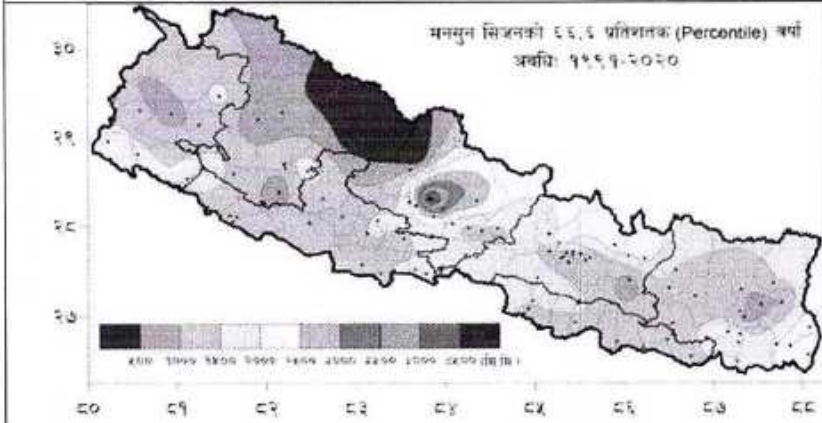 मनसुन सिजनको ६६.६ प्रतिशतक (Percentile) वर्षा
अवधिः १९९१-२०२०
३०
२९
२८
२७
१००० (मि.मि.)
८० ८१ ८२ ८३ ८४ ८५ ८६ ८७ ८८